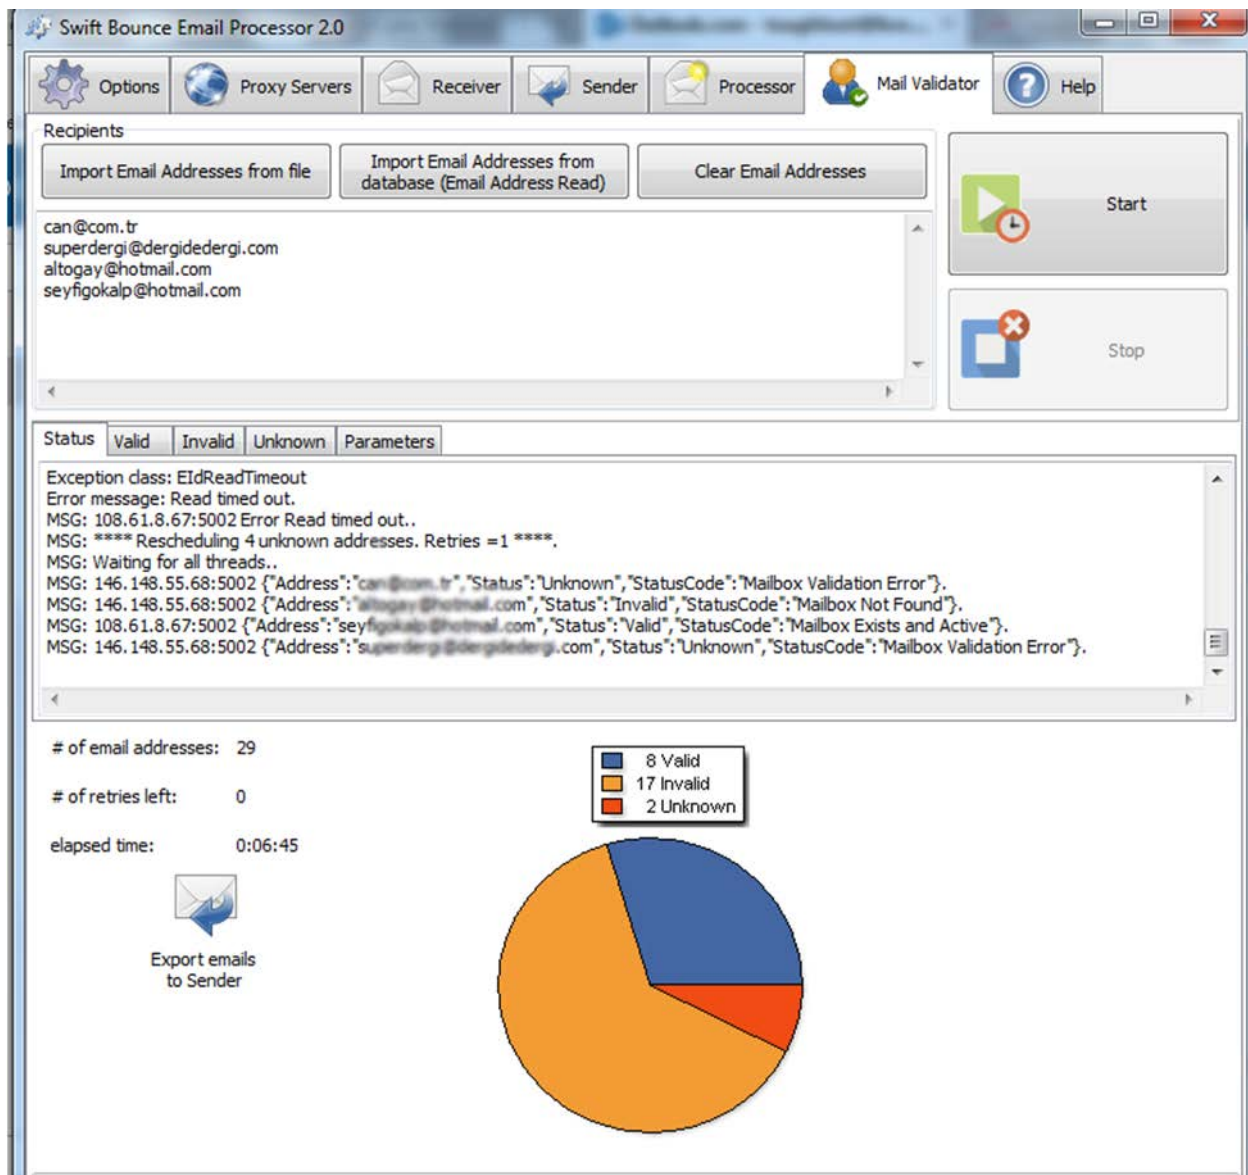 Swift Bounce Email Processor 2.0
Options
Proxy Servers
Receiver
Sender
Processor
Mail Validator
Help
Recipients
Import Email Addresses from file
Import Email Addresses from
database (Email Address Read)
Clear Email Addresses
Start
can@com.tr
superdergi@dergidedergi.com
altogay@hotmail.com
seyfigokalp@hotmail.com
Stop
Status
Valid
Invalid
Unknown
Parameters
Exception class: EIdReadTimeout
Error message: Read timed out.
MSG: 108.61.8.67:5002 Error Read timed out..
MSG: **** Rescheduling 4 unknown addresses. Retries =1 ****.
MSG: Waiting for all threads..
MSG: 146.148.55.68:5002 {"Address":" ","Status":"Unknown","StatusCode":"Mailbox Validation Error"}.
MSG: 146.148.55.68:5002 {"Address":" .com","Status":"Invalid","StatusCode":"Mailbox Not Found"}.
MSG: 108.61.8.67:5002 {"Address":"sey .com","Status":"Valid","StatusCode":"Mailbox Exists and Active"}.
MSG: 146.148.55.68:5002 {"Address":"s .com","Status":"Unknown","StatusCode":"Mailbox Validation Error"}.
# of email addresses: 29
# of retries left: 0
elapsed time: 0:06:45
Export emails
to Sender
8 Valid
17 Invalid
2 Unknown